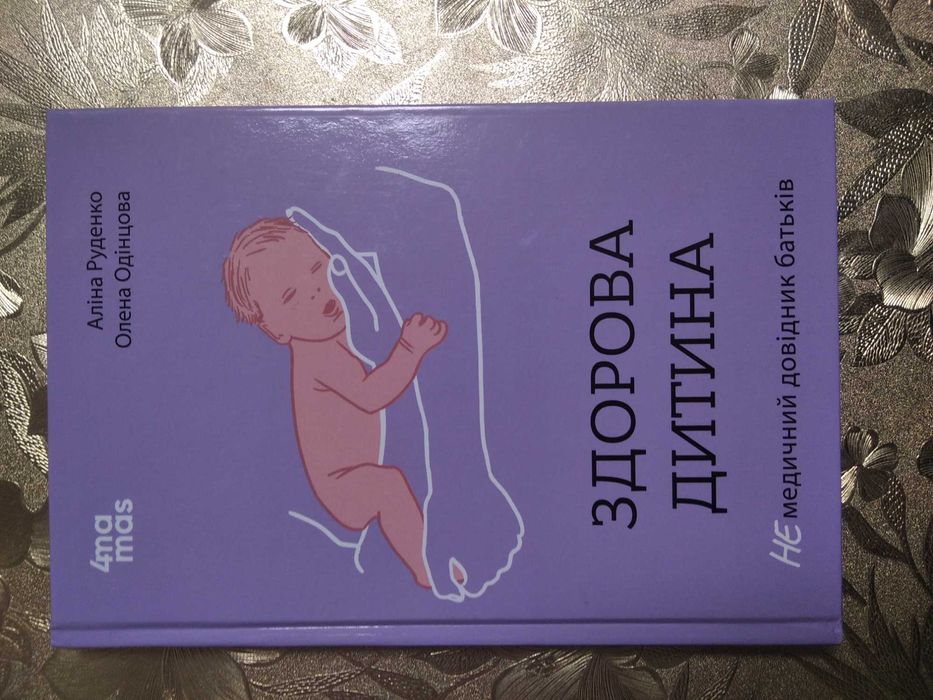 4ma
mas
Аліна Руденко
Олена Одінцова
ЗДОРОВА
ДИТИНА
НЕ медичний довідник батьків